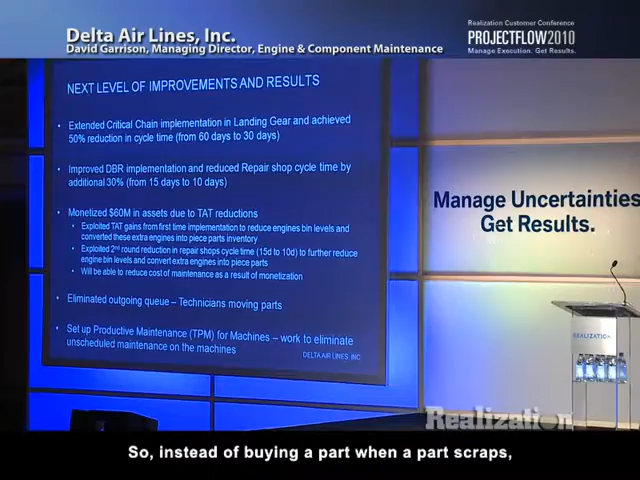 Delta Air Lines, Inc.
David Garrison, Managing Director, Engine & Component Maintenance
Realization Customer Conference
PROJECTFLOW2010
Manage Execution. Get Results.
NEXT LEVEL OF IMPROVEMENTS AND RESULTS
• Extended Critical Chain implementation in Landing Gear and achieved
50% reduction in cycle time (from 60 days to 30 days)
• Improved DBR implementation and reduced Repair shop cycle time by
additional 30% (from 15 days to 10 days)
• Monetized $60M in assets due to TAT reductions
• Exploited TAT gains from first time implementation to reduce engines bin levels and
converted these extra engines into piece parts inventory
• Exploited 2nd round reduction in repair shops cycle time (15d to 10d) to further reduce
engine bin levels and convert extra engines into piece parts
• Will be able to reduce cost of maintenance as a result of monetization
• Eliminated outgoing queue – Technicians moving parts
• Set up Productive Maintenance (TPM) for Machines – work to eliminate
unscheduled maintenance on the machines
DELTA AIR LINES, INC
Manage Uncertainties
Get Results.
REALIZATION
Realization
So, instead of buying a part when a part scraps,